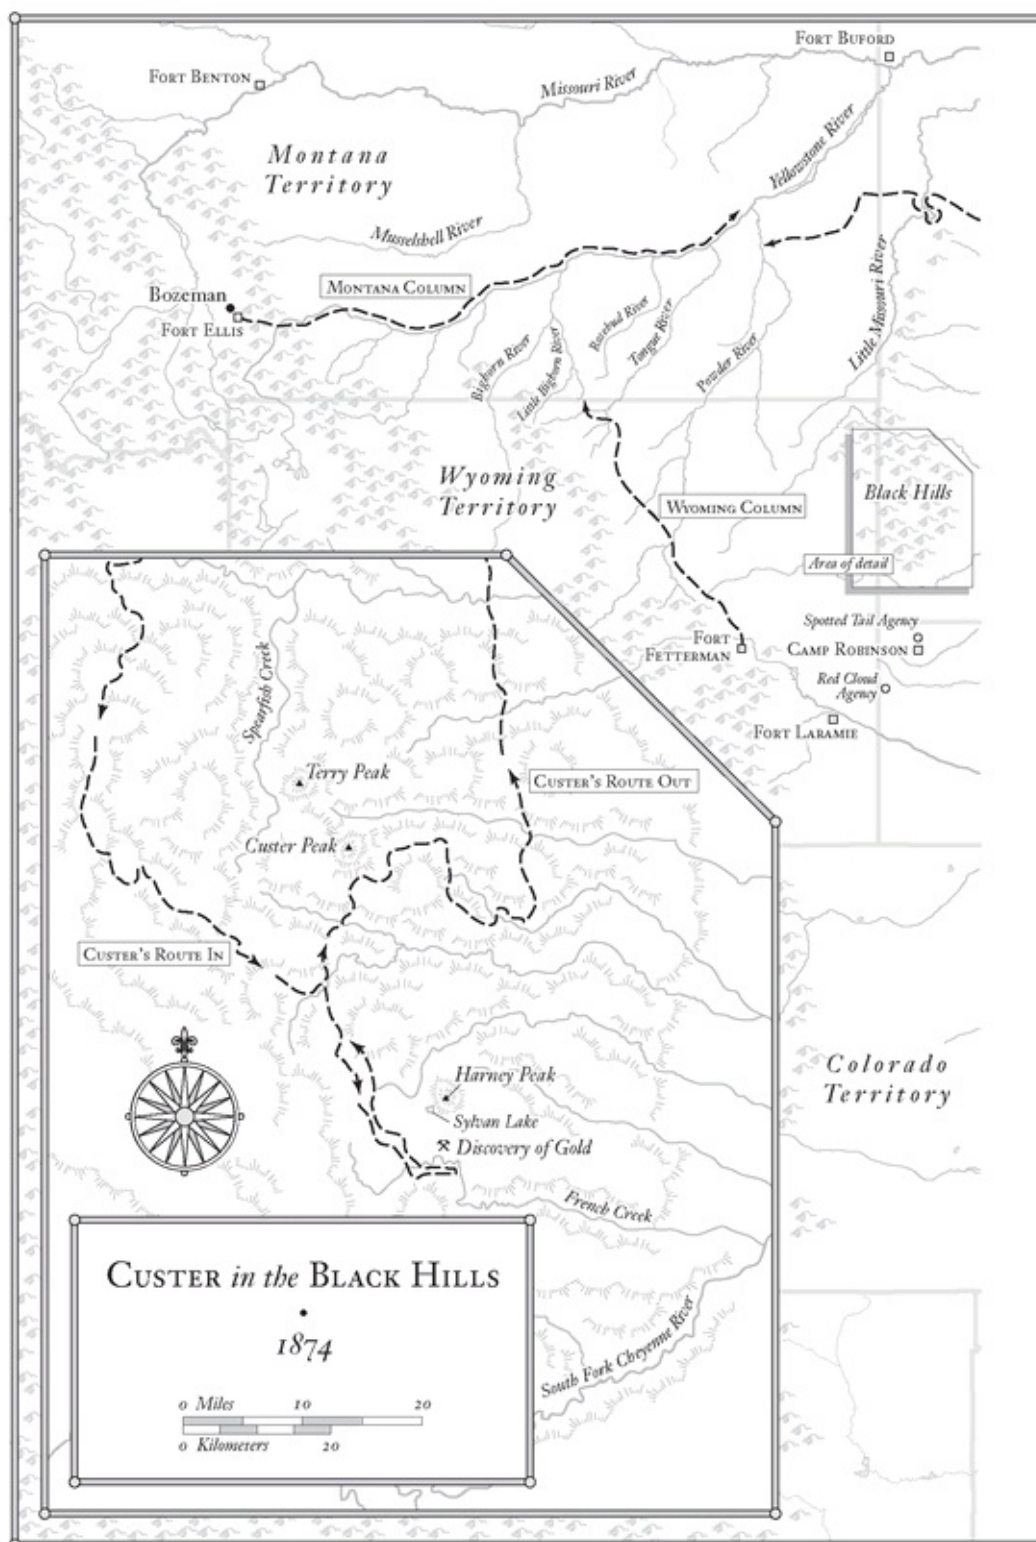 Fort Buford
Fort Benton
Missouri River
Montana
Territory
Yellowstone River
Musselshell River
Bozeman
Fort Ellis
Montana Column
Little Missouri River
Bighorn River
Little Bighorn River
Rosebud River
Tongue River
Powder River
Wyoming
Territory
Wyoming Column
Black Hills
Area of detail
Spotted Tail Agency
Camp Robinson
Red Cloud
Agency
Fort
Fetterman
Fort Laramie
Spearfish Creek
Terry Peak
Custer's Route Out
Custer Peak
Custer's Route In
Harney Peak
Sylvan Lake
Discovery of Gold
French Creek
South Fork Cheyenne River
Colorado
Territory
Custer in the Black Hills
1874
0 Miles 10 20
0 Kilometers 20